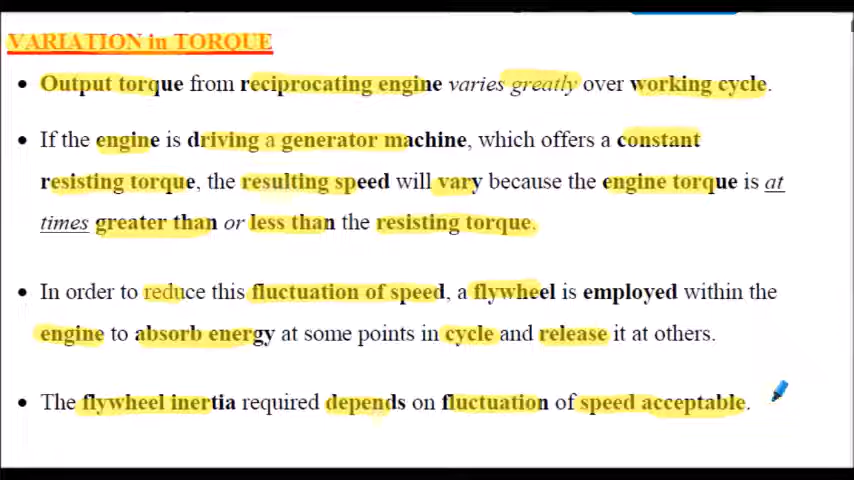 VARIATION in TORQUE
• Output torque from reciprocating engine varies greatly over working cycle.
• If the engine is driving a generator machine, which offers a constant
resisting torque, the resulting speed will vary because the engine torque is at
times greater than or less than the resisting torque.
• In order to reduce this fluctuation of speed, a flywheel is employed within the
engine to absorb energy at some points in cycle and release it at others.
• The flywheel inertia required depends on fluctuation of speed acceptable.